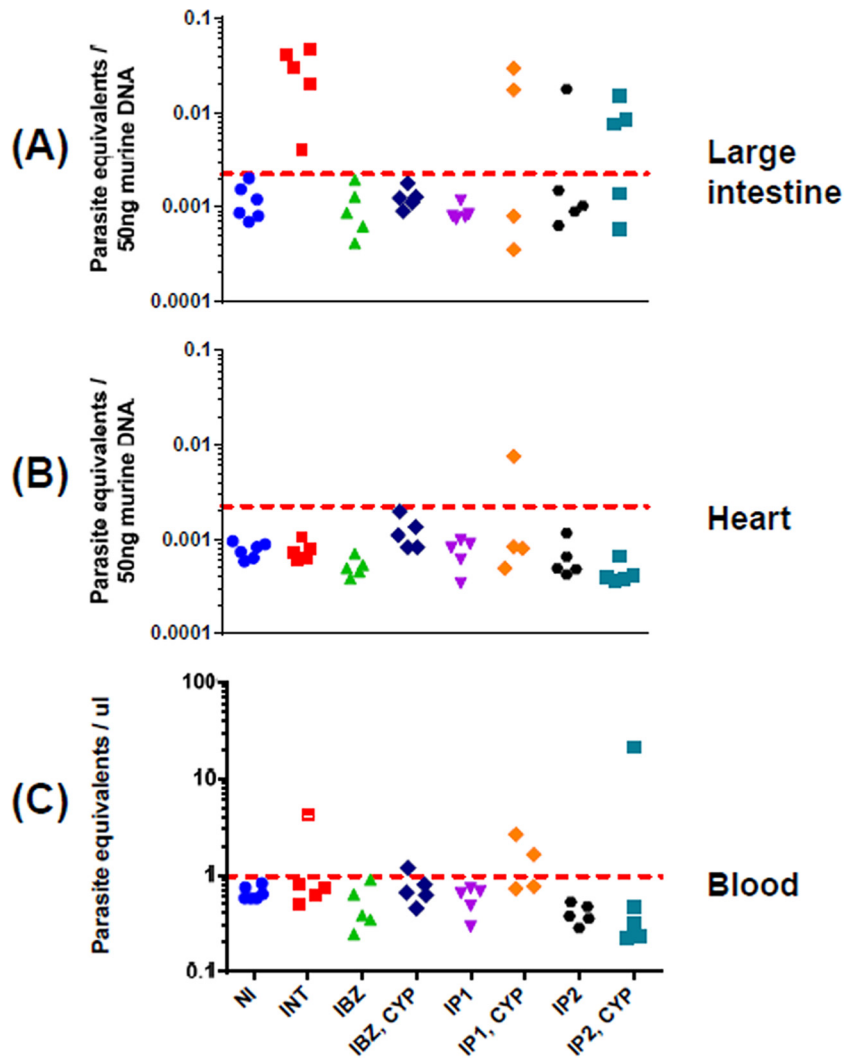 (A)
Parasite equivalents /
50ng murine DNA
0.1
0.01
0.001
0.0001
Large
intestine
(B)
Parasite equivalents /
50ng murine DNA
0.1
0.01
0.001
0.0001
Heart
(C)
Parasite equivalents / ul
100
10
1
0.1
Blood
NI
INT
IBZ
IBZ, CYP
IP1
IP1, CYP
IP2
IP2, CYP